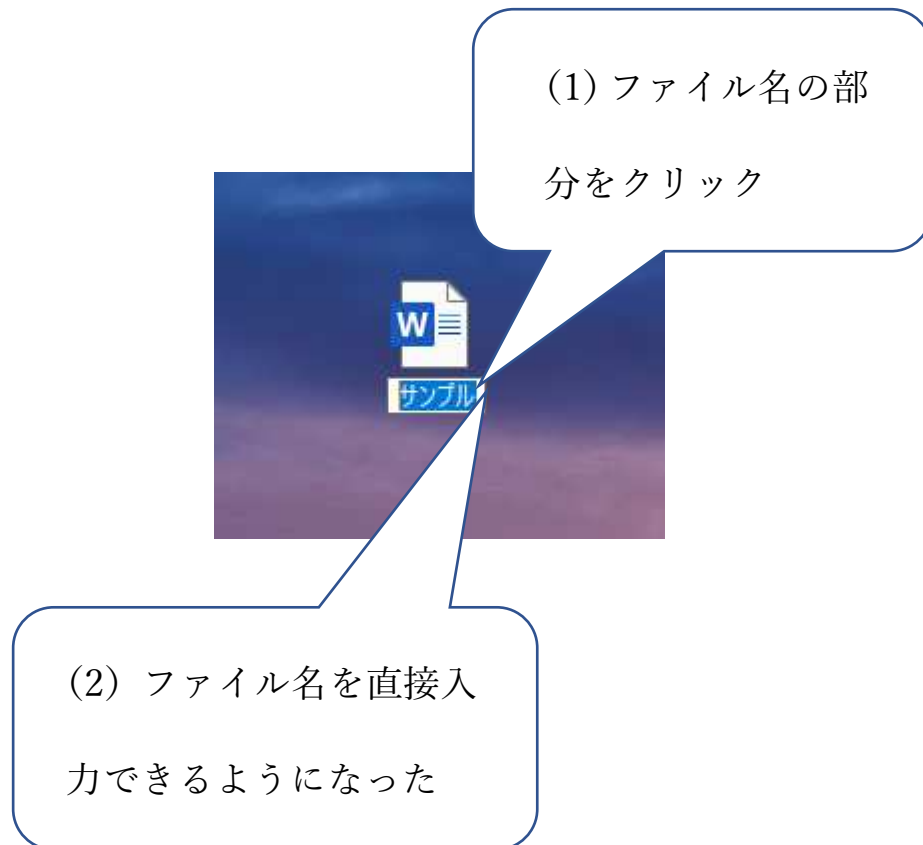 (1) ファイル名の部
分をクリック
W
サンプル
(2) ファイル名を直接入
力できるようになった